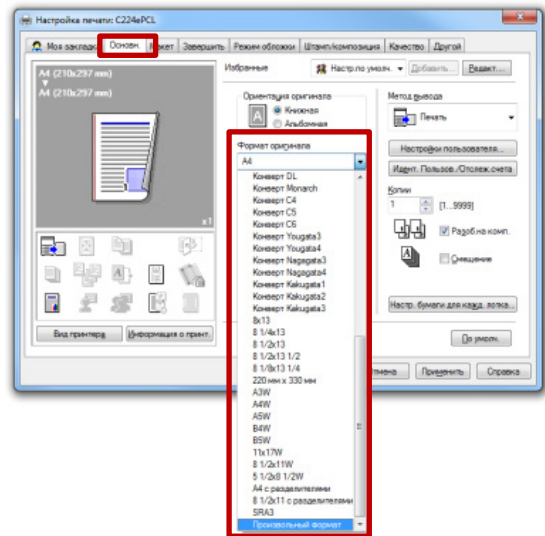 Настройка печати: C224ePCL
Моя закладка
Основн.
Макет
Завершить
Режим обложки
Штамп/композиция
Качество
Другой
A4 (210x297 mm)
A4 (210x297 mm)
x1
Вид принтера
Информация о принт.
Избранные
Настр.по умолч.
Добавить...
Редакт...
Ориентация оригинала
A
Книжная
Альбомная
Формат оригинала
A4
Конверт DL
Конверт Monarch
Конверт C4
Конверт C5
Конверт C6
Конверт Yougata3
Конверт Yougata4
Конверт Nagagata3
Конверт Nagagata4
Конверт Kakugata1
Конверт Kakugata2
Конверт Kakugata3
8x13
8 1/4x13
8 1/2x13
8 1/2x13 1/2
8 1/8x13 1/4
220 мм x 330 мм
A3W
A4W
A5W
B4W
B5W
11x17W
8 1/2x11W
5 1/2x8 1/2W
A4 с разделителями
8 1/2x11 с разделителями
SRA3
Произвольный формат
Метод вывода
Печать
Настройки пользователя...
Идент. Пользов./Отслеж.счета
Копии
1
[1...9999]
Разоб.на комп.
Смещение
Настр. бумаги для кажд. лотка...
По умолч.
тмена
Применить
Справка